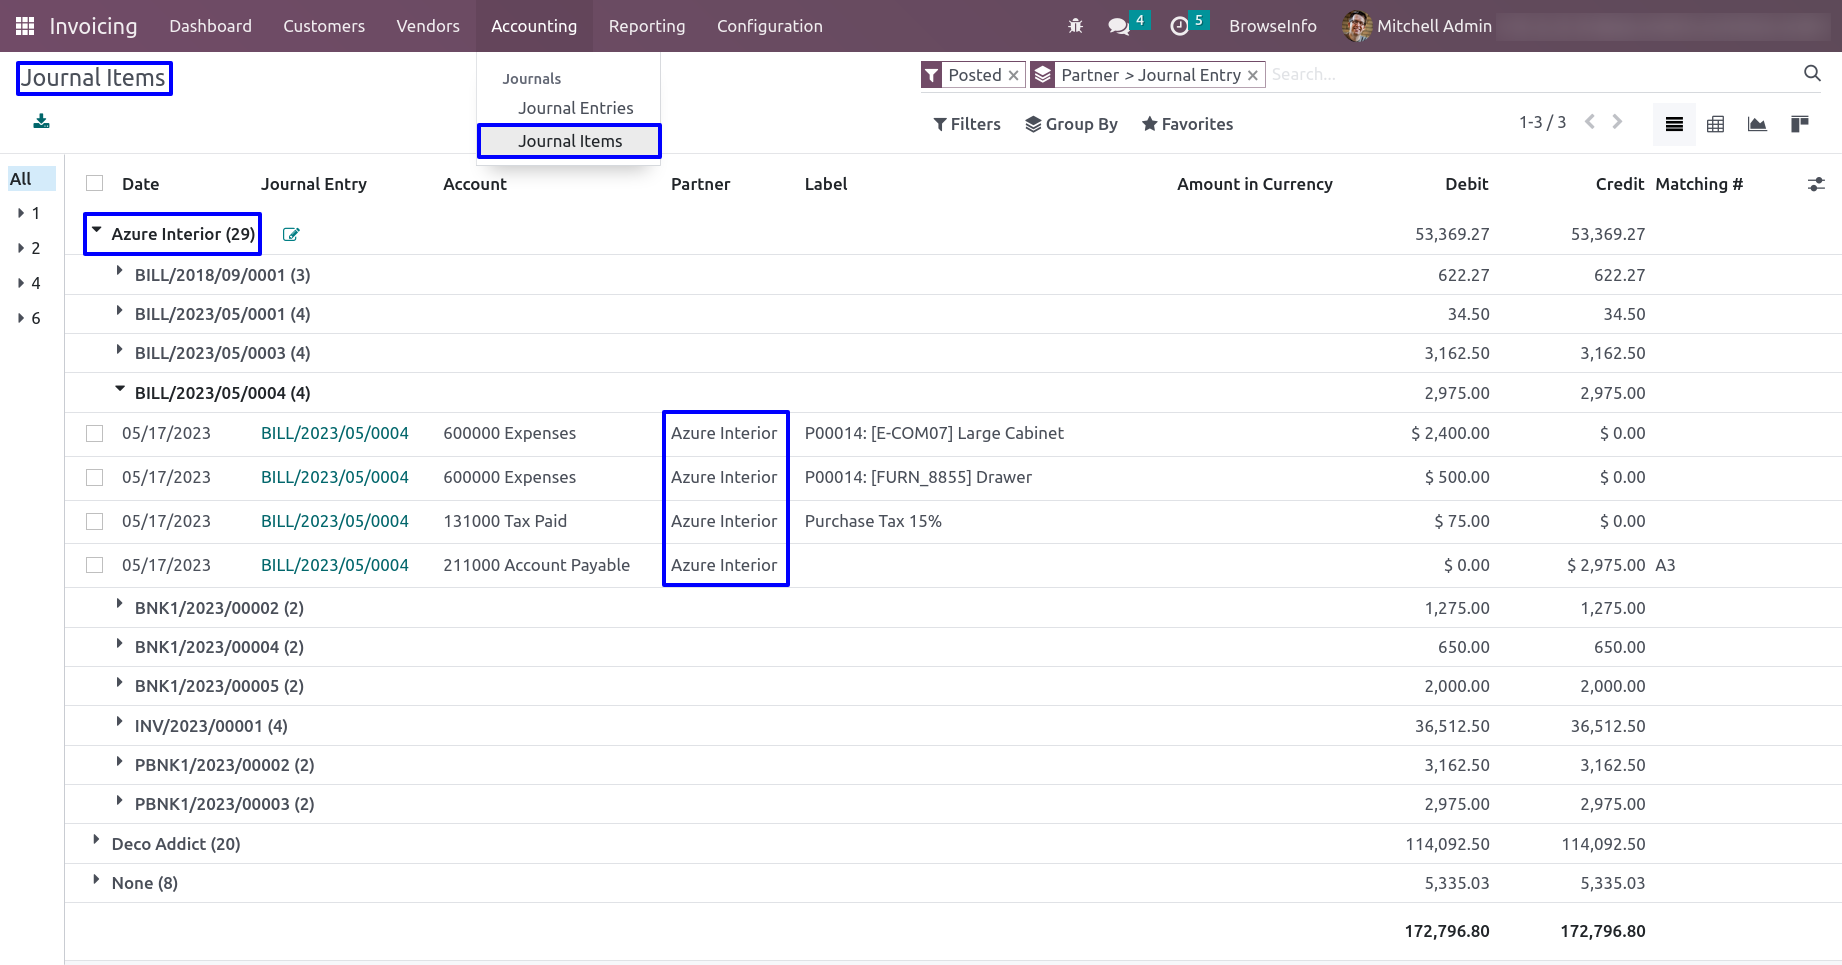 Invoicing Dashboard Customers Vendors Accounting Reporting Configuration 4 5 BrowseInfo Mitchell Admin
Journal Items
Journals
Journal Entries
Journal Items
Posted × Partner > Journal Entry × Search...
Filters Group By Favorites 1-3 / 3
All
1
2
4
6
Date Journal Entry Account Partner Label Amount in Currency Debit Credit Matching #
Azure Interior (29) 53,369.27 53,369.27
BILL/2018/09/0001 (3) 622.27 622.27
BILL/2023/05/0001 (4) 34.50 34.50
BILL/2023/05/0003 (4) 3,162.50 3,162.50
BILL/2023/05/0004 (4) 2,975.00 2,975.00
05/17/2023 BILL/2023/05/0004 600000 Expenses Azure Interior P00014: [E-COM07] Large Cabinet $ 2,400.00 $ 0.00
05/17/2023 BILL/2023/05/0004 600000 Expenses Azure Interior P00014: [FURN_8855] Drawer $ 500.00 $ 0.00
05/17/2023 BILL/2023/05/0004 131000 Tax Paid Azure Interior Purchase Tax 15% $ 75.00 $ 0.00
05/17/2023 BILL/2023/05/0004 211000 Account Payable Azure Interior $ 0.00 $ 2,975.00 A3
BNK1/2023/00002 (2) 1,275.00 1,275.00
BNK1/2023/00004 (2) 650.00 650.00
BNK1/2023/00005 (2) 2,000.00 2,000.00
INV/2023/00001 (4) 36,512.50 36,512.50
PBNK1/2023/00002 (2) 3,162.50 3,162.50
PBNK1/2023/00003 (2) 2,975.00 2,975.00
Deco Addict (20) 114,092.50 114,092.50
None (8) 5,335.03 5,335.03
172,796.80 172,796.80